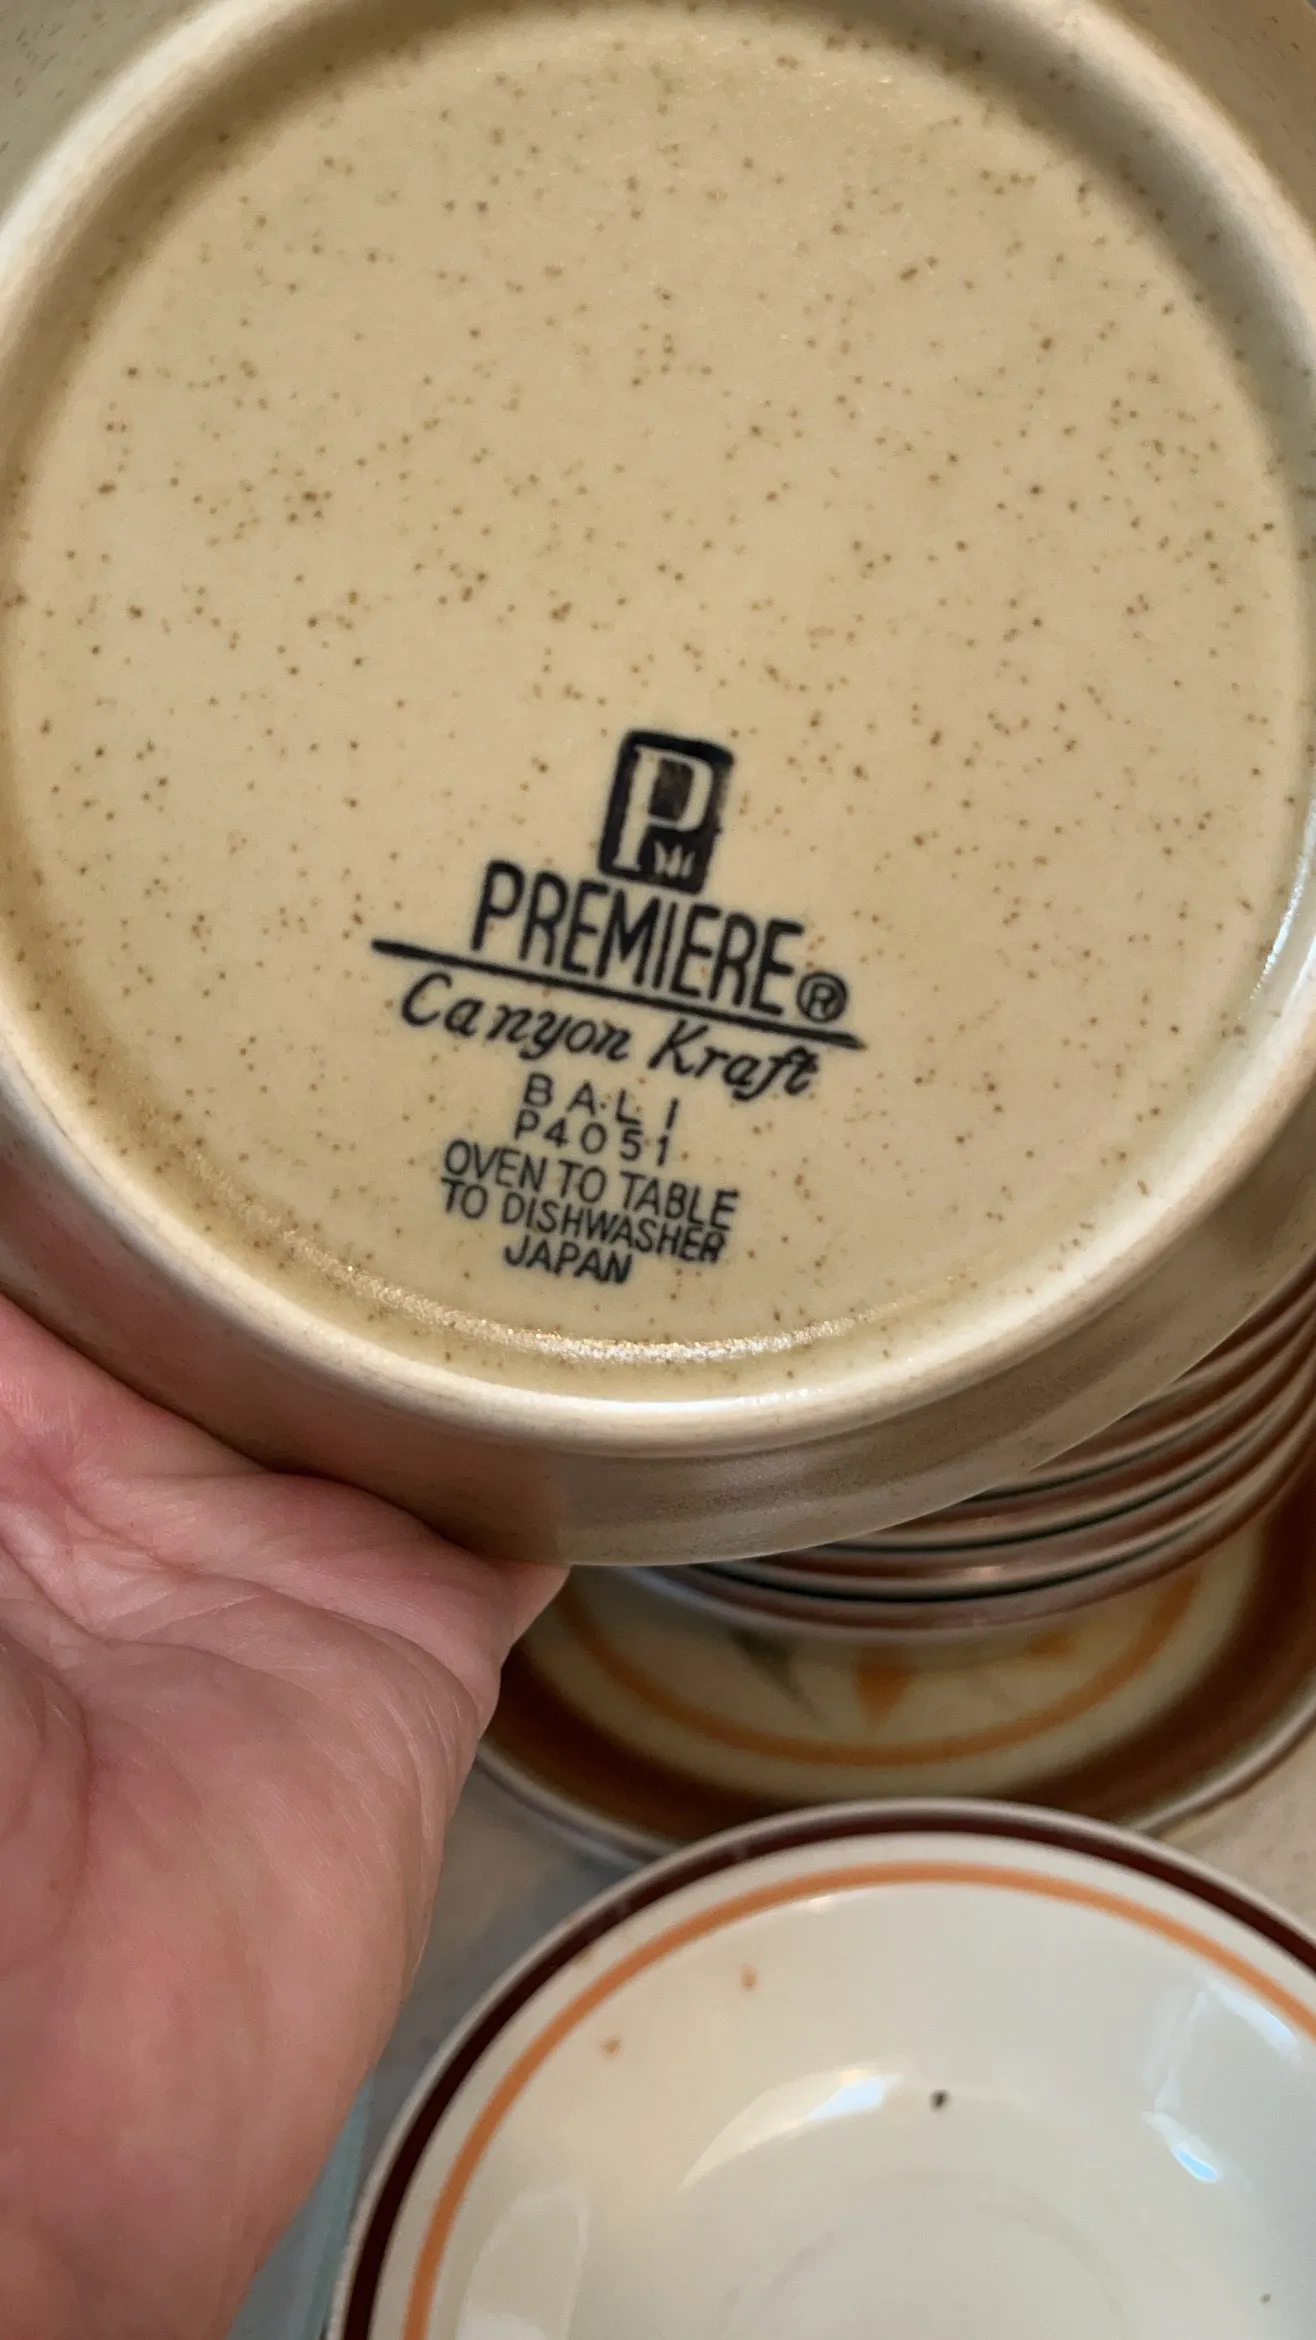 P
PREMIERE®
Canyon Kraft
BALI
P4051
OVEN TO TABLE
TO DISHWASHER
JAPAN